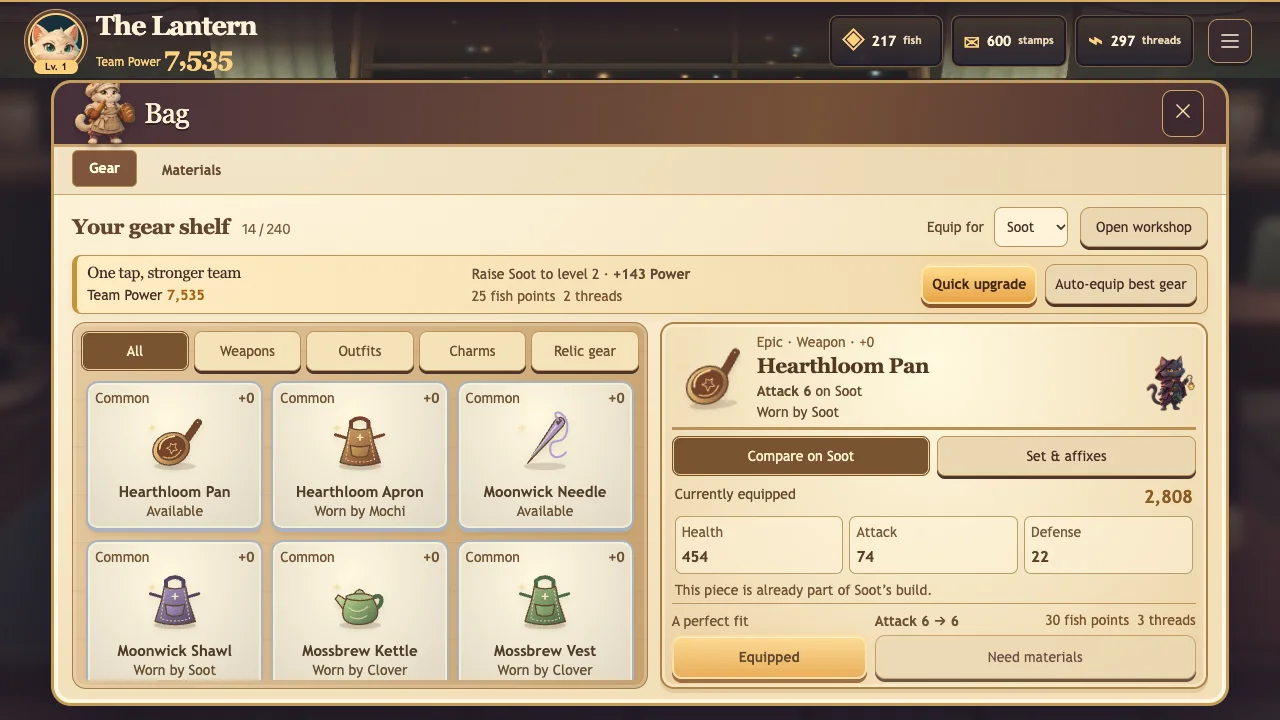 The Lantern
Team Power 7,535
Lv. 1
217 fish
600 stamps
297 threads
Bag
Gear
Materials
Your gear shelf 14 / 240
Equip for
Soot
Open workshop
One tap, stronger team
Team Power 7,535
Raise Soot to level 2 · +143 Power
25 fish points 2 threads
Quick upgrade
Auto-equip best gear
All
Weapons
Outfits
Charms
Relic gear
Common +0
Hearthloom Pan
Available
Common +0
Hearthloom Apron
Worn by Mochi
Common +0
Moonwick Needle
Available
Common +0
Moonwick Shawl
Worn by Soot
Common +0
Mossbrew Kettle
Worn by Clover
Common +0
Mossbrew Vest
Worn by Clover
Epic · Weapon · +0
Hearthloom Pan
Attack 6 on Soot
Worn by Soot
Compare on Soot
Set & affixes
Currently equipped
2,808
Health
454
Attack
74
Defense
22
This piece is already part of Soot’s build.
A perfect fit
Attack 6 → 6
30 fish points 3 threads
Equipped
Need materials